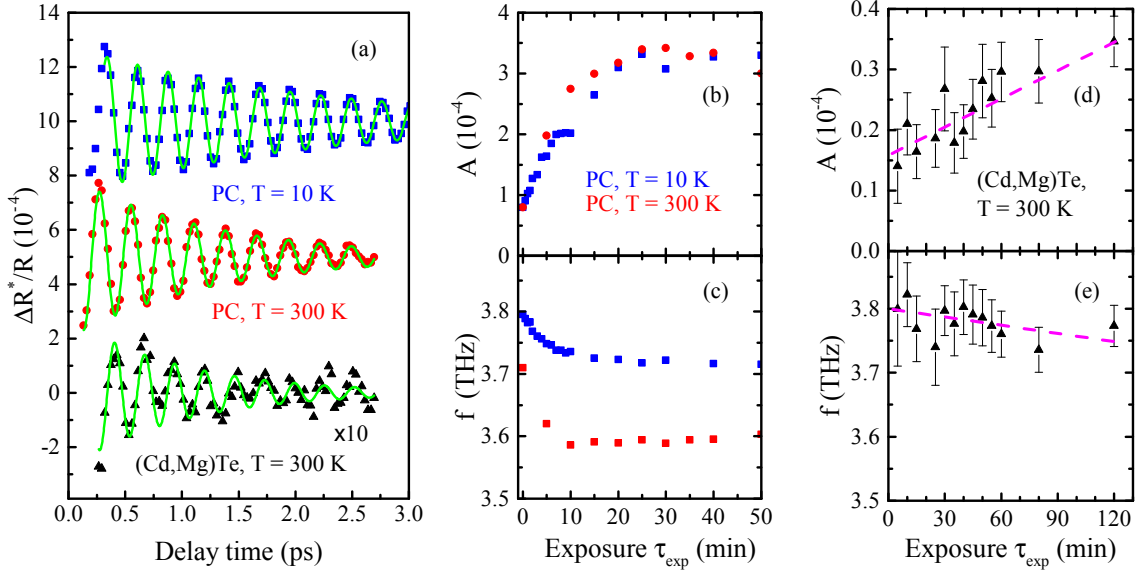 (a)
ΔR*/R (10⁻⁴)
12
10
8
6
4
2
0
-2
PC, T = 10 K
PC, T = 300 K
x10
(Cd,Mg)Te, T = 300 K
0.0 0.5 1.0 1.5 2.0 2.5 3.0
Delay time (ps)
(b)
A (10⁻⁴)
4
3
2
1
0
PC, T = 10 K
PC, T = 300 K
(c)
f (THz)
3.8
3.7
3.6
3.5
0 10 20 30 40 50
Exposure τexp (min)
(d)
A (10⁻⁴)
0.4
0.3
0.2
0.1
0.0
(Cd,Mg)Te,
T = 300 K
(e)
f (THz)
3.9
3.8
3.7
3.6
3.5
0 30 60 90 120
Exposure τexp (min)